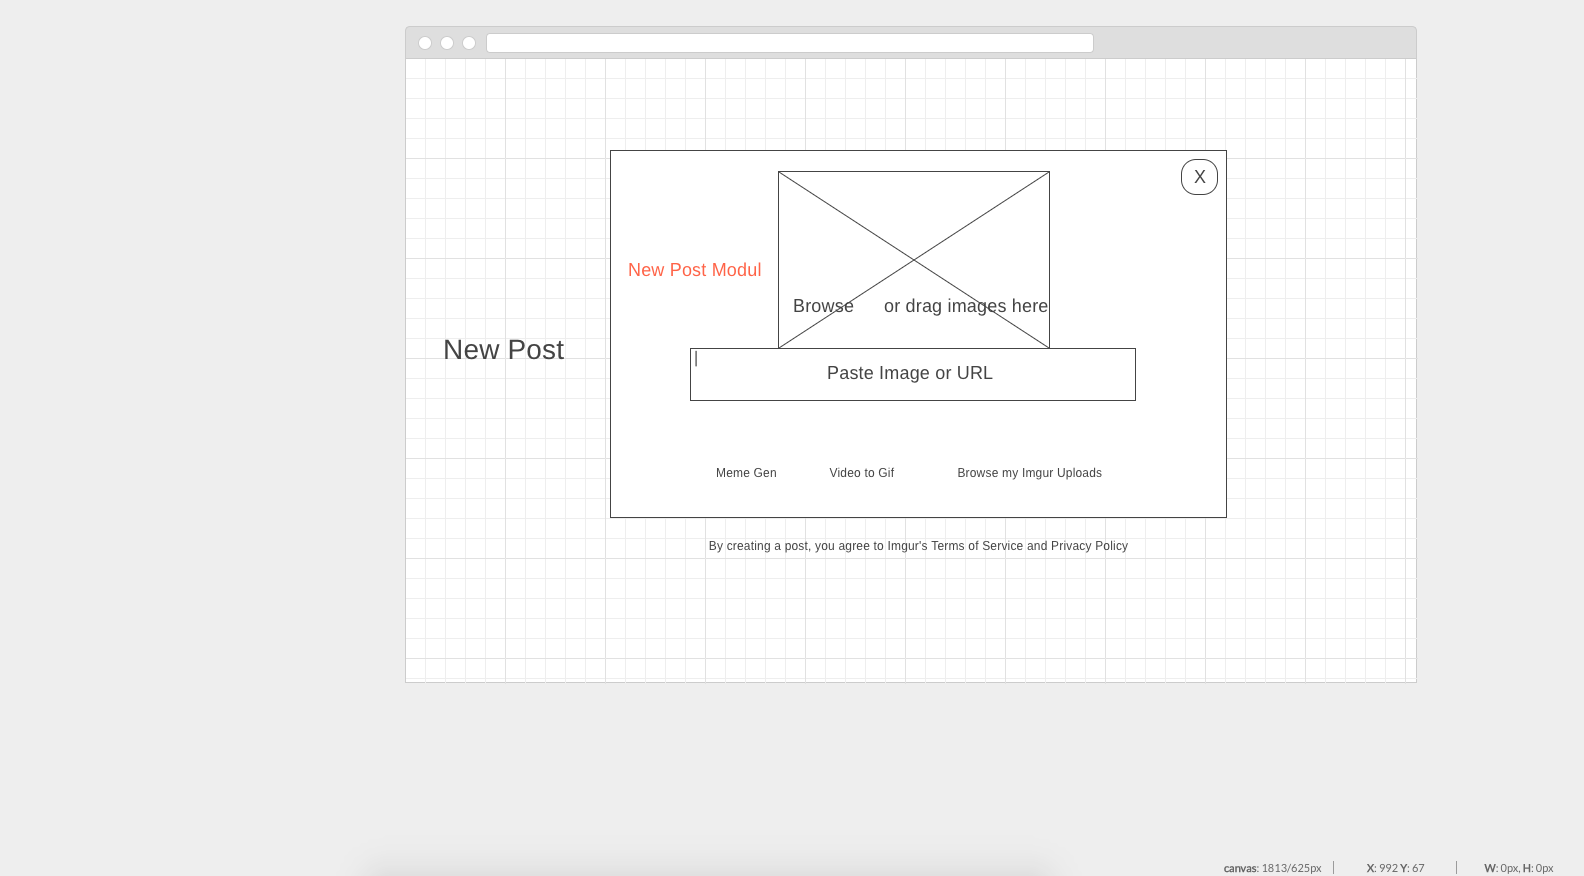 X
New Post Modul
Browse or drag images here
New Post
Paste Image or URL
Meme Gen Video to Gif Browse my Imgur Uploads
By creating a post, you agree to Imgur's Terms of Service and Privacy Policy
canvas: 1813/625px X: 992 Y: 67 W: 0px, H: 0px